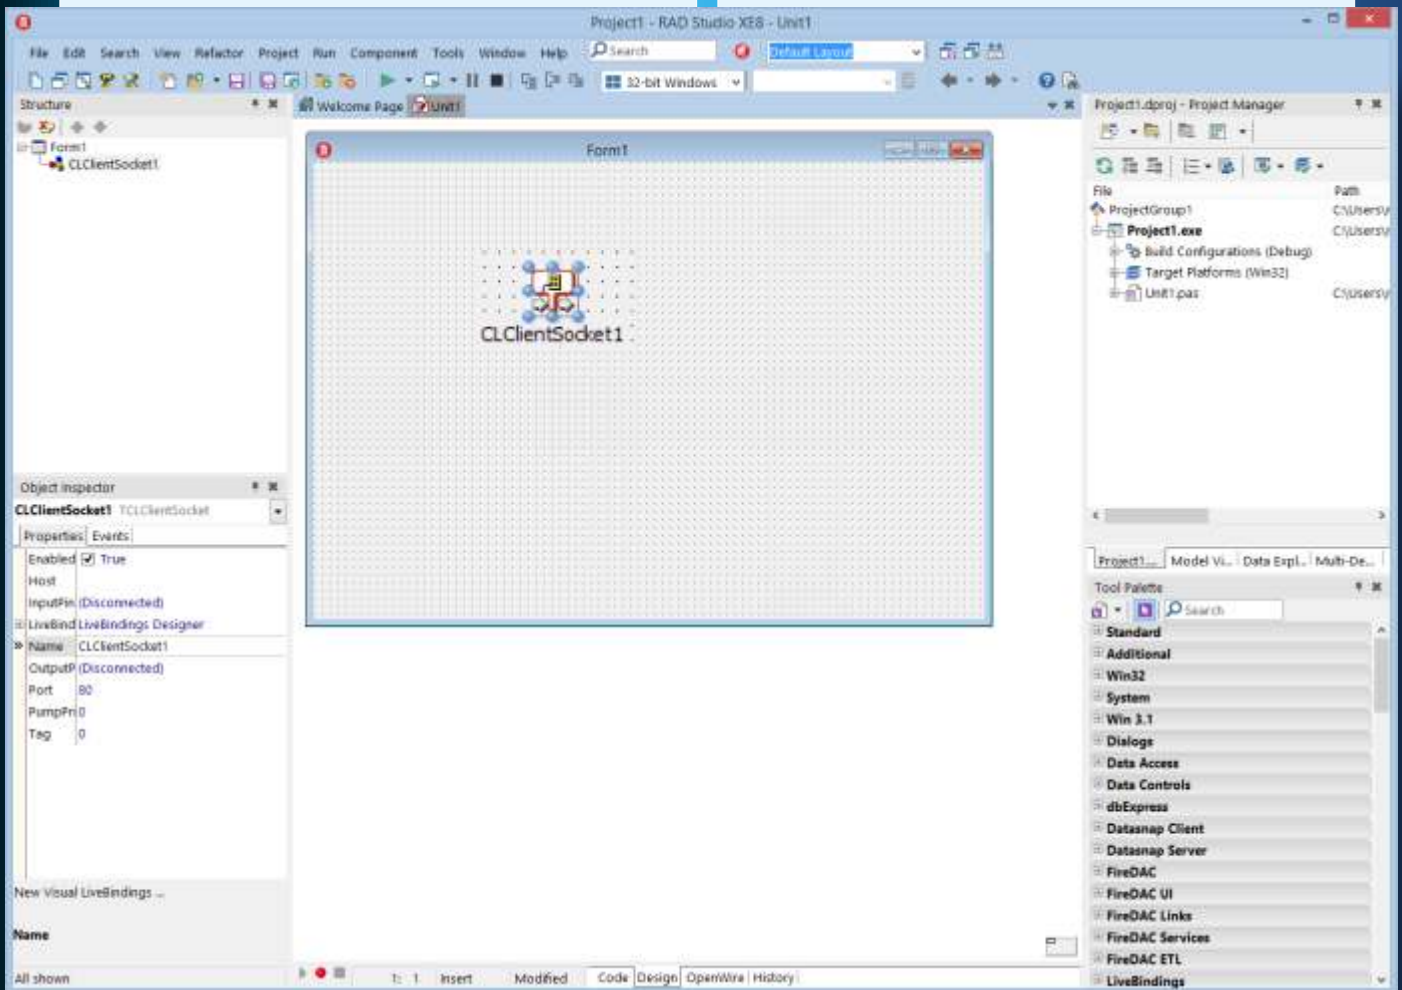 Project1 - RAD Studio XE8 - Unit1
File Edit Search View Refactor Project Run Component Tools Window Help Search Default Layout
32-bit Windows
Structure
Form1
CLClientSocket1
Welcome Page Unit1
Form1
CLClientSocket1
Object Inspector
CLClientSocket1 TCLClientSocket
Properties Events
Enabled True
Host
InputPin (Disconnected)
LiveBind LiveBindings Designer
Name CLClientSocket1
OutputP (Disconnected)
Port 80
PumpPri 0
Tag 0
New Visual LiveBindings ...
Name
All shown
1: 1 Insert Modified Code Design OpenWire History
Project1.dproj - Project Manager
File Path
ProjectGroup1 C:\Users\
Project1.exe C:\Users\
Build Configurations (Debug)
Target Platforms (Win32)
Unit1.pas C:\Users\
Project1... Model Vi... Data Expl... Multi-De...
Tool Palette
Search
Standard
Additional
Win32
System
Win 3.1
Dialogs
Data Access
Data Controls
dbExpress
Datasnap Client
Datasnap Server
FireDAC
FireDAC UI
FireDAC Links
FireDAC Services
FireDAC ETL
LiveBindings